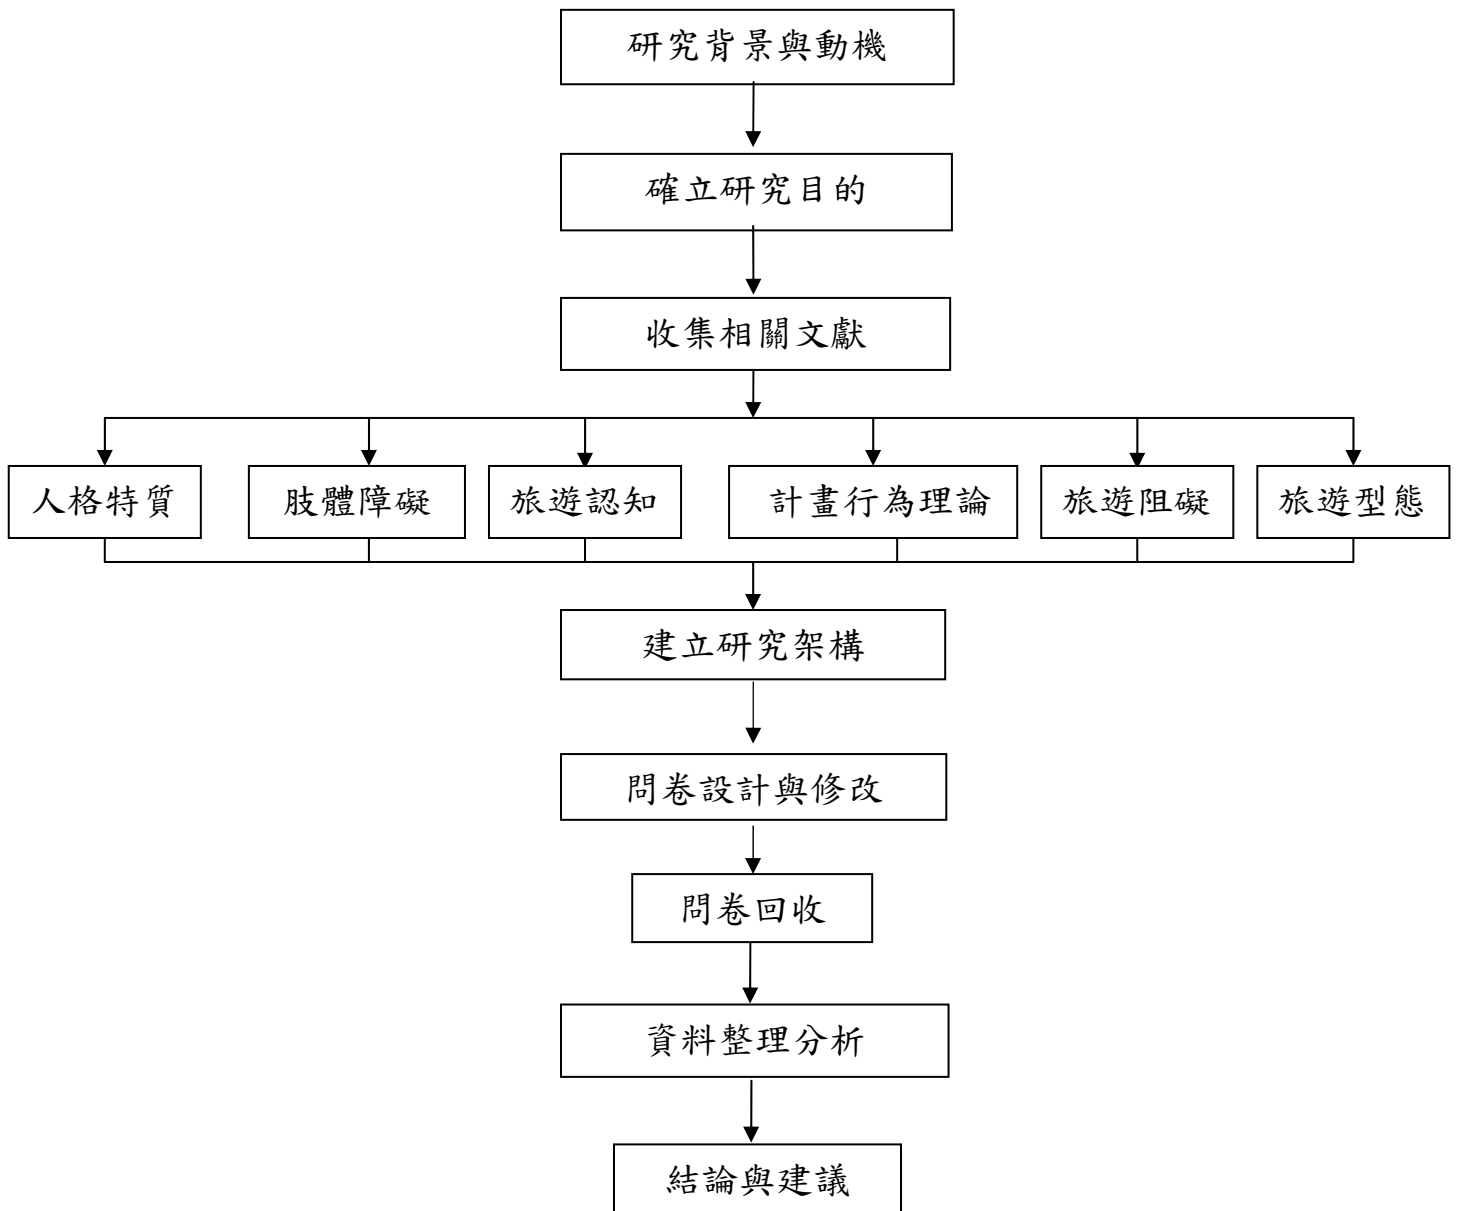 研究背景與動機
確立研究目的
收集相關文獻
人格特質
肢體障礙
旅遊認知
計畫行為理論
旅遊阻礙
旅遊型態
建立研究架構
問卷設計與修改
問卷回收
資料整理分析
結論與建議